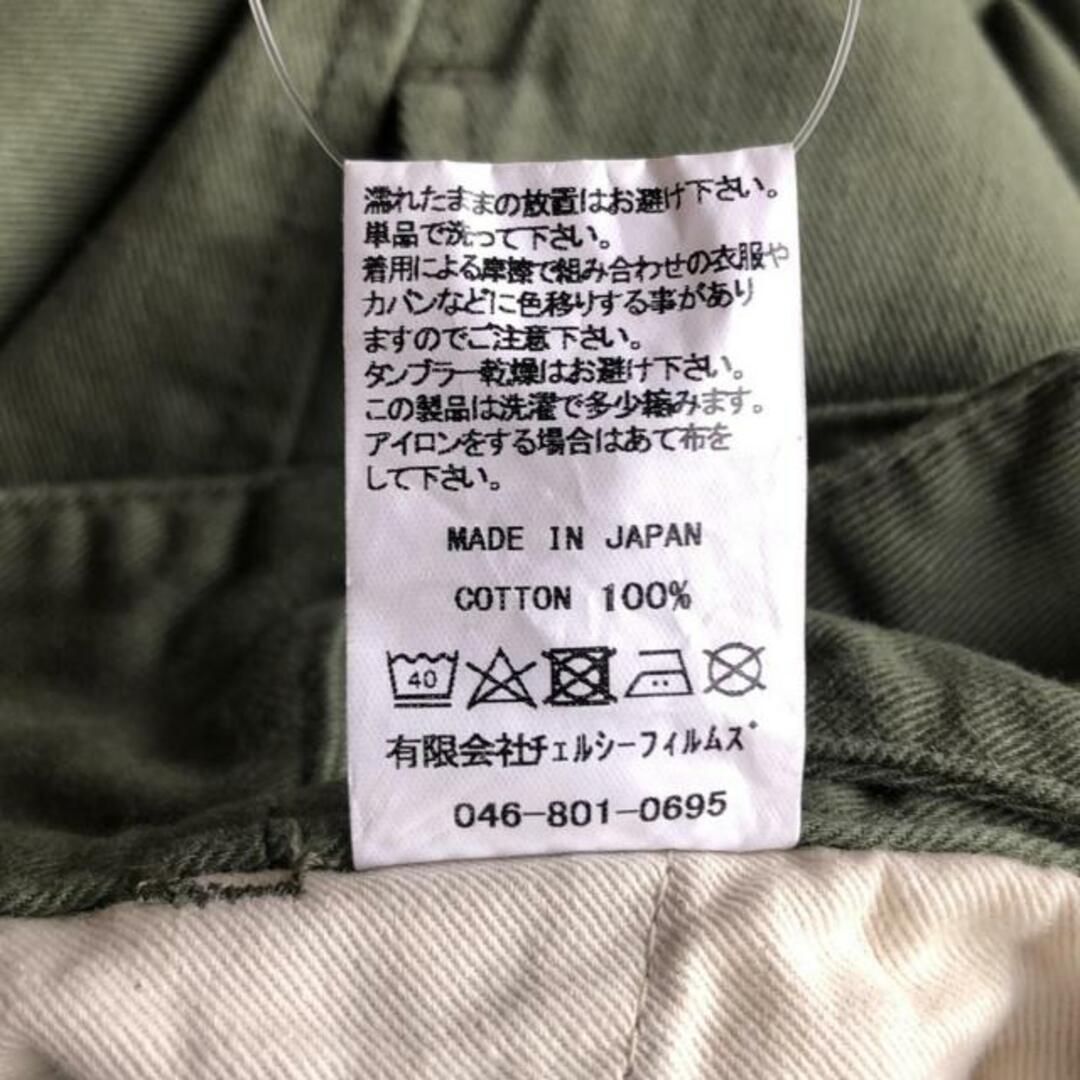 濡れたままの放置はお避け下さい。
単品で洗って下さい。
着用による摩擦で組み合わせの衣服や
カバンなどに色移りする事があり
ますのでご注意下さい。
タンブラー乾燥はお避け下さい。
この製品は洗濯で多少縮みます。
アイロンをする場合はあて布を
して下さい。
MADE IN JAPAN
COTTON 100%
40
有限会社チェルシーフィルムズ
046-801-0695